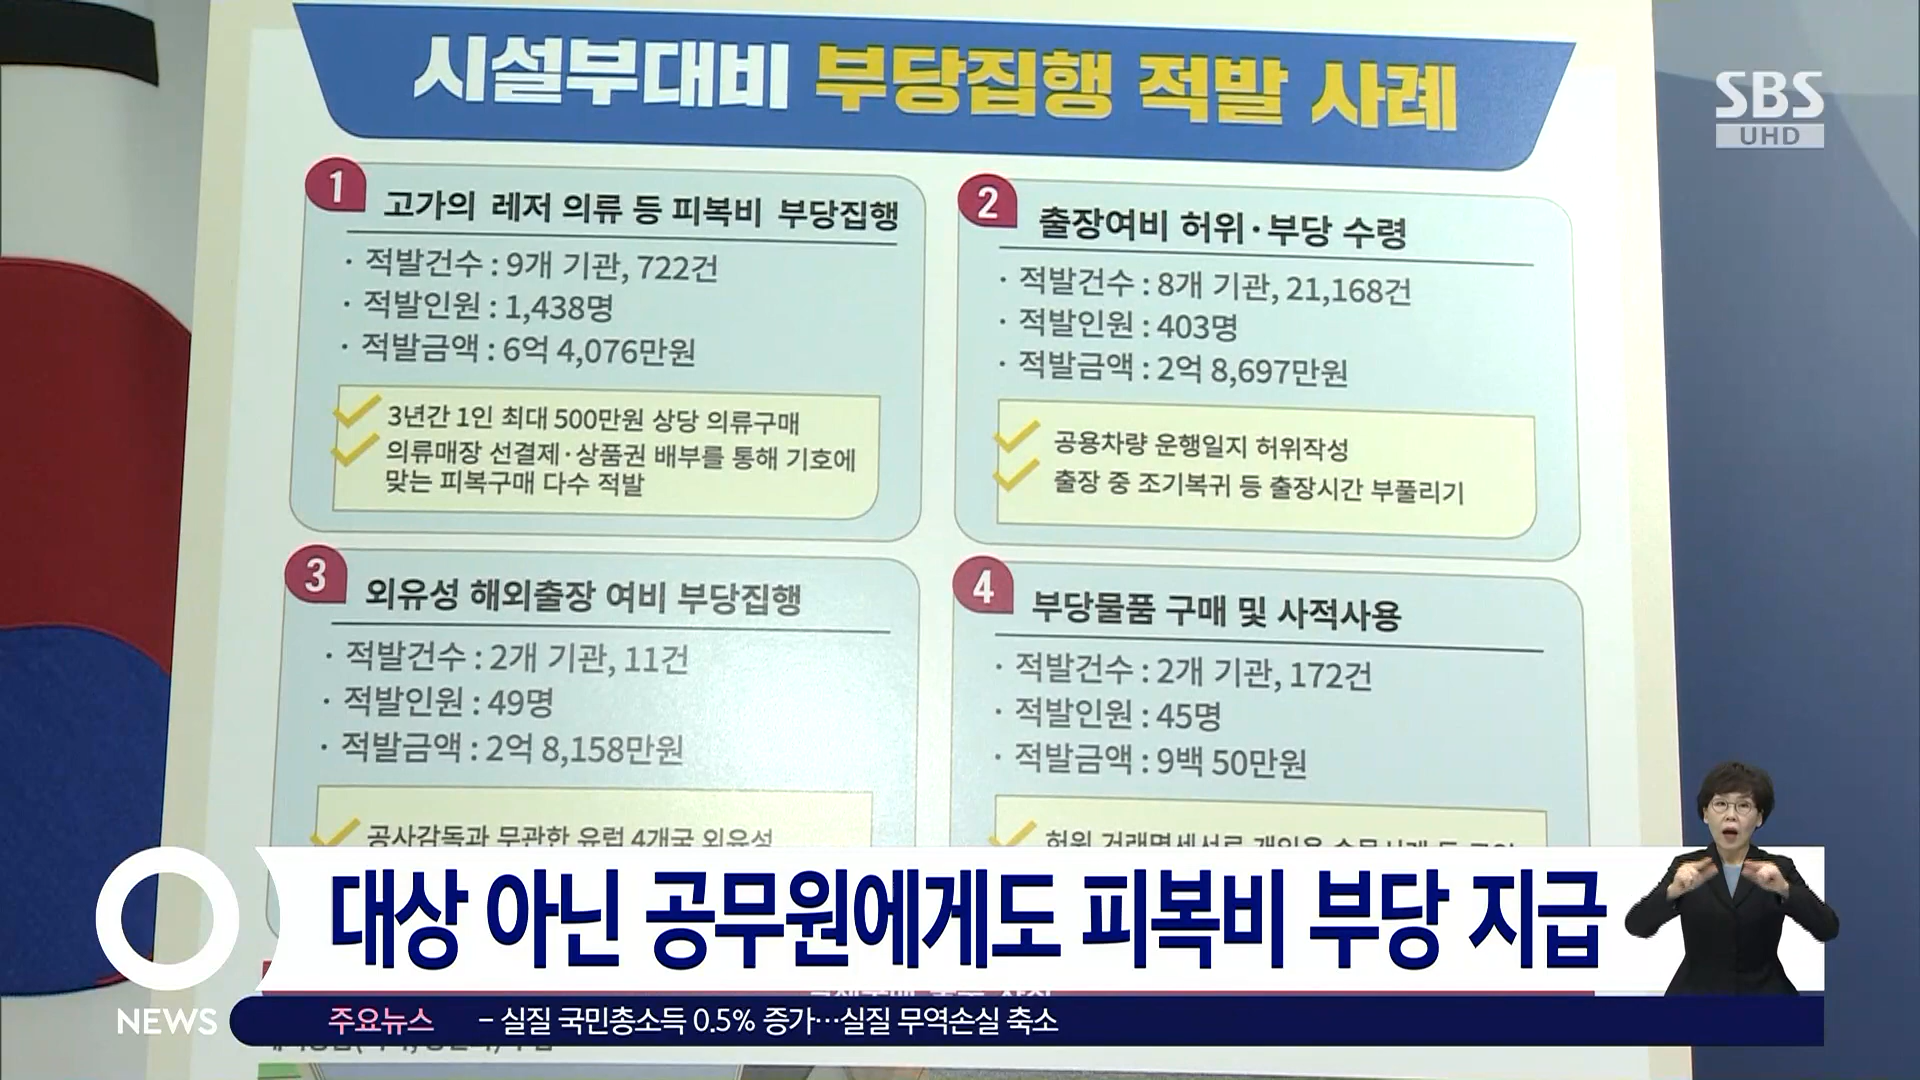 시설부대비 부당집행 적발 사례
SBS
UHD
1 고가의 레저 의류 등 피복비 부당집행
· 적발건수 : 9개 기관, 722건
· 적발인원 : 1,438명
· 적발금액 : 6억 4,076만원
3년간 1인 최대 500만원 상당 의류구매
의류매장 선결제·상품권 배부를 통해 기호에
맞는 피복구매 다수 적발
2 출장여비 허위·부당 수령
· 적발건수 : 8개 기관, 21,168건
· 적발인원 : 403명
· 적발금액 : 2억 8,697만원
공용차량 운행일지 허위작성
출장 중 조기복귀 등 출장시간 부풀리기
3 외유성 해외출장 여비 부당집행
· 적발건수 : 2개 기관, 11건
· 적발인원 : 49명
· 적발금액 : 2억 8,158만원
공사감독과 무관한 유럽 4개국 외유성
4 부당물품 구매 및 사적사용
· 적발건수 : 2개 기관, 172건
· 적발인원 : 45명
· 적발금액 : 9백 50만원
대상 아닌 공무원에게도 피복비 부당 지급
NEWS
주요뉴스 - 실질 국민총소득 0.5% 증가…실질 무역손실 축소